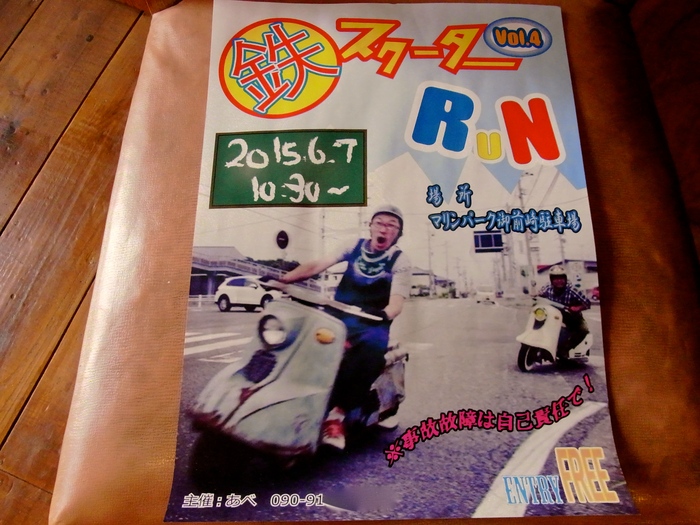 鉄スクーター Vol.4
RuN
2015.6.7
10:30～
場所
マリンパーク御前崎駐車場
※事故故障は自己責任で！
ENTRY FREE
主催：あべ 090-91